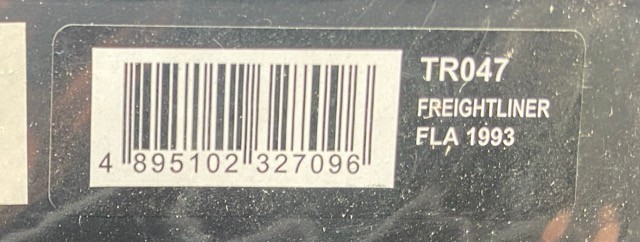 4 895102 327096
TR047
FREIGHTLINER
FLA 1993